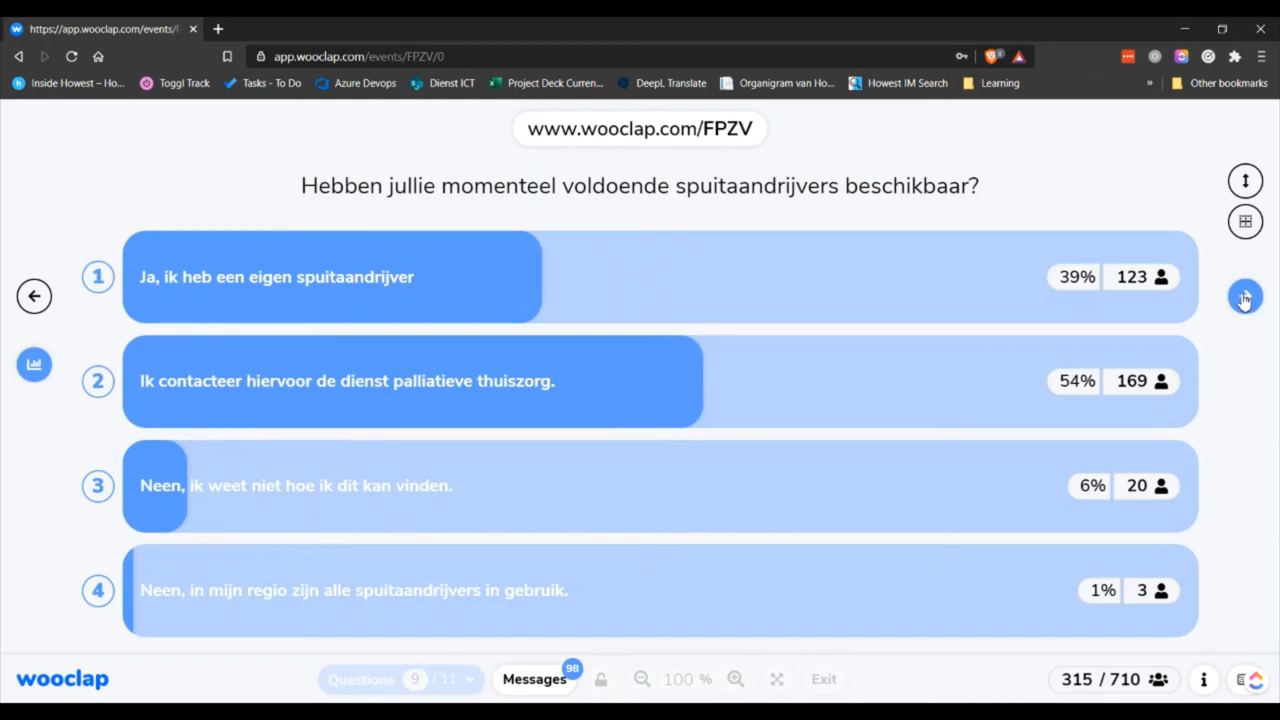 https://app.wooclap.com/events/F
app.wooclap.com/events/FPZV/0
Inside Howest – Ho...
Toggl Track
Tasks - To Do
Azure Devops
Dienst ICT
Project Deck Curren...
DeepL Translate
Organigram van Ho...
Howest IM Search
Learning
»
Other bookmarks
www.wooclap.com/FPZV
Hebben jullie momenteel voldoende spuitaandrijvers beschikbaar?
1 Ja, ik heb een eigen spuitaandrijver 39% 123
2 Ik contacteer hiervoor de dienst palliatieve thuiszorg. 54% 169
3 Neen, ik weet niet hoe ik dit kan vinden. 6% 20
4 Neen, in mijn regio zijn alle spuitaandrijvers in gebruik. 1% 3
wooclap
Questions 9 / 11
Messages 98
100 %
Exit
315 / 710